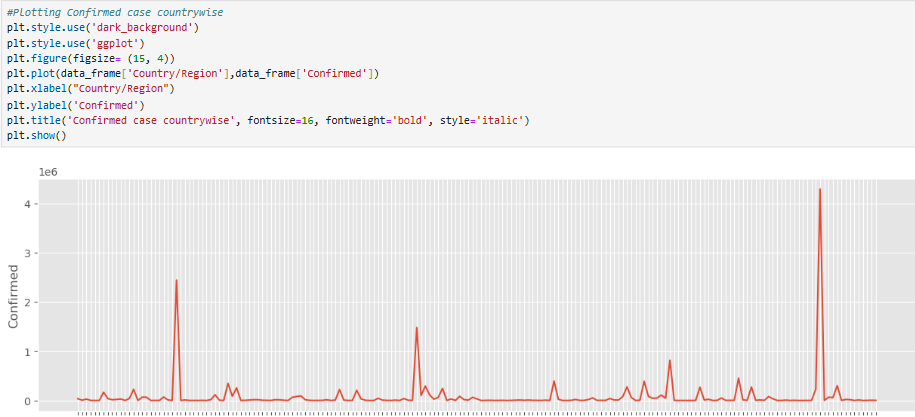 #Plotting Confirmed case countrywise
plt.style.use('dark_background')
plt.style.use('ggplot')
plt.figure(figsize= (15, 4))
plt.plot(data_frame['Country/Region'],data_frame['Confirmed'])
plt.xlabel("Country/Region")
plt.ylabel('Confirmed')
plt.title('Confirmed case countrywise', fontsize=16, fontweight='bold', style='italic')
plt.show()
1e6
4
3
2
1
0
Confirmed